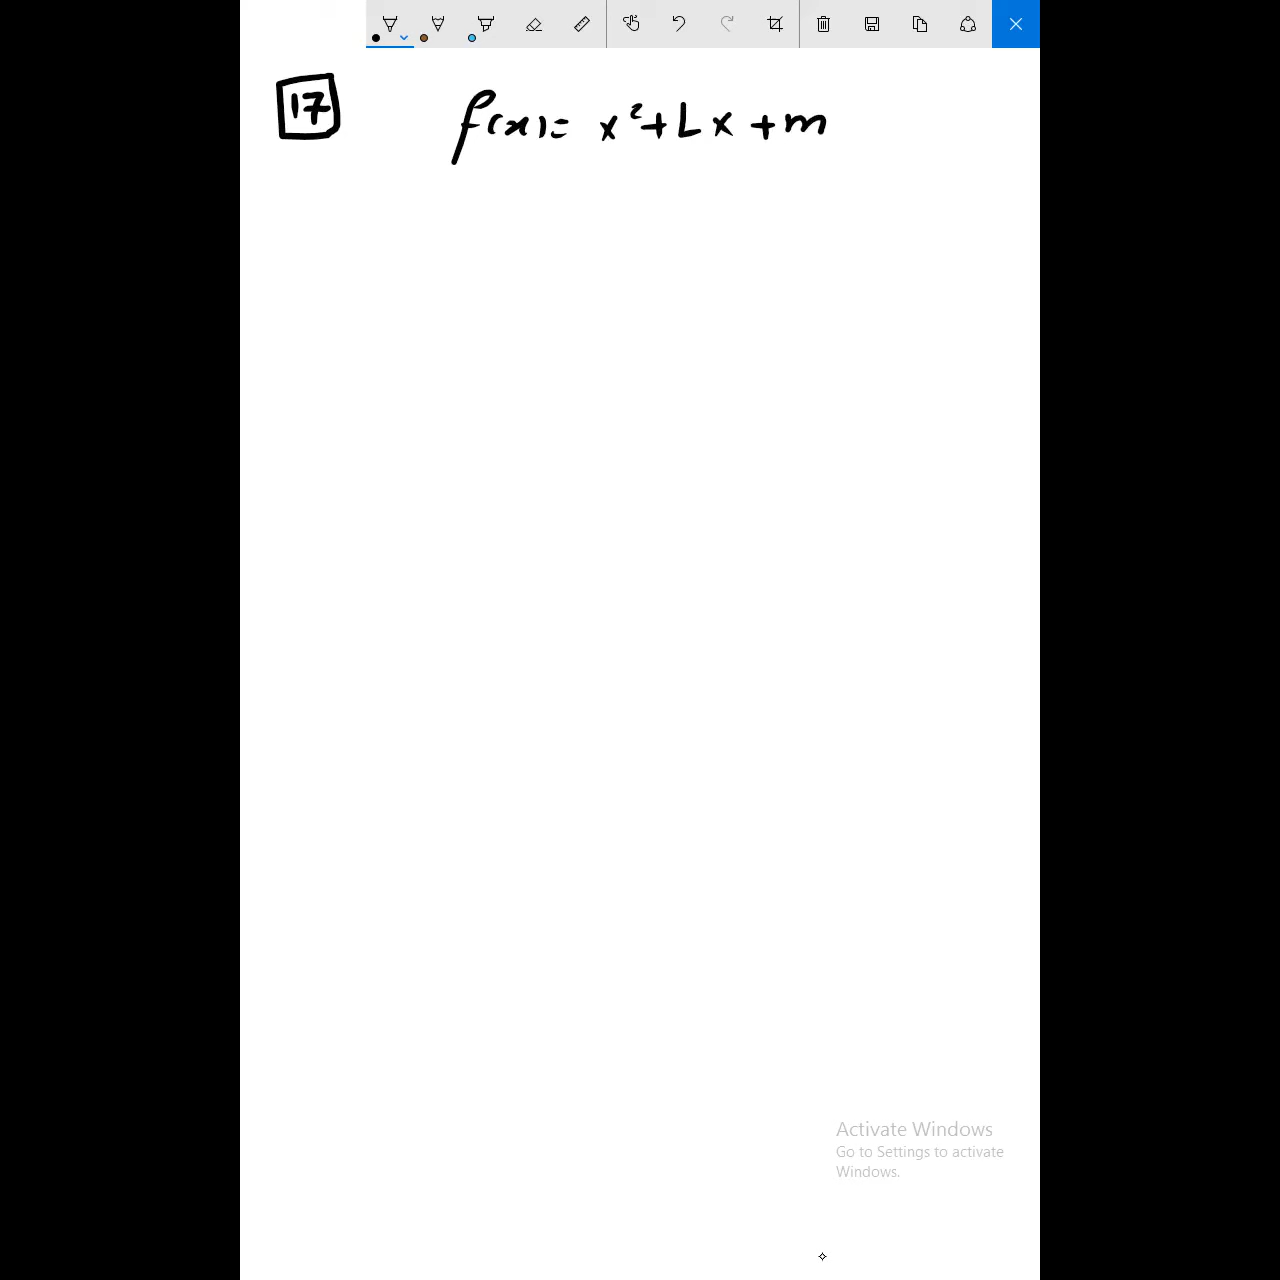 17 f(x) = x² + Lx + m
Activate Windows
Go to Settings to activate
Windows.